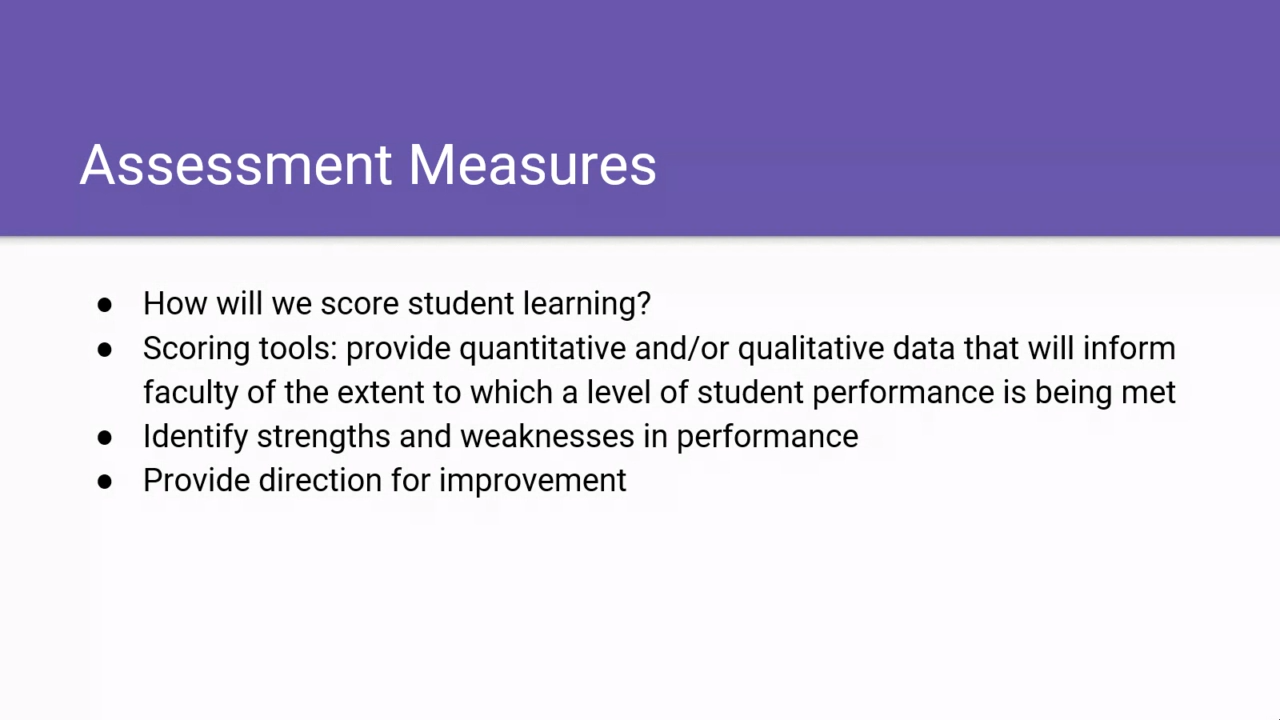 Assessment Measures
● How will we score student learning?
● Scoring tools: provide quantitative and/or qualitative data that will inform
faculty of the extent to which a level of student performance is being met
● Identify strengths and weaknesses in performance
● Provide direction for improvement